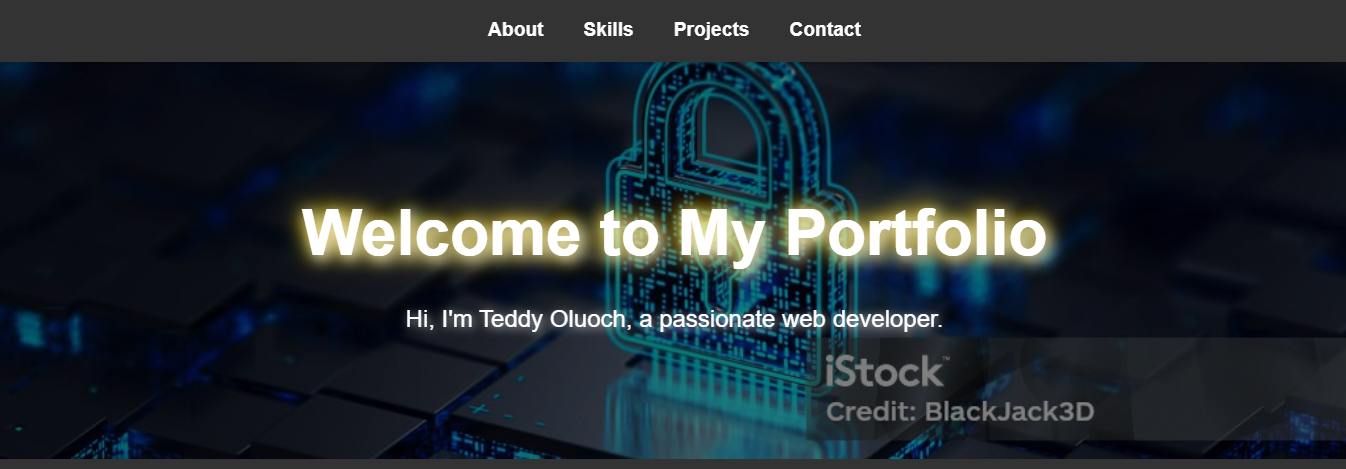 About Skills Projects Contact
Welcome to My Portfolio
Hi, I'm Teddy Oluoch, a passionate web developer.
iStock™
Credit: BlackJack3D